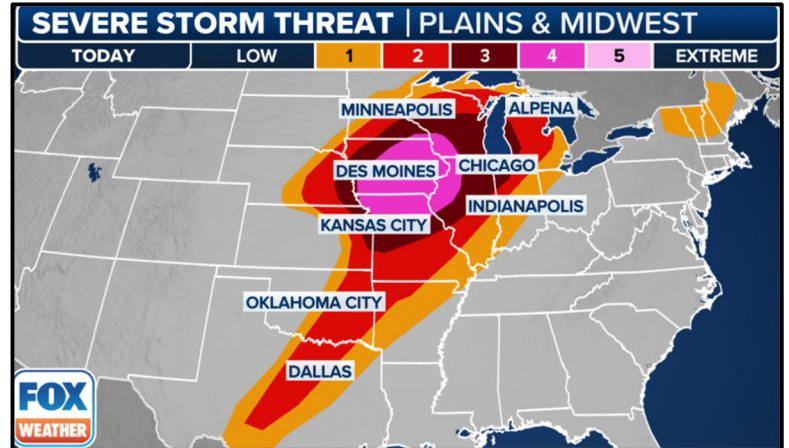 SEVERE STORM THREAT | PLAINS & MIDWEST
TODAY LOW 1 2 3 4 5 EXTREME
MINNEAPOLIS
ALPENA
DES MOINES
CHICAGO
INDIANAPOLIS
KANSAS CITY
OKLAHOMA CITY
DALLAS
FOX
WEATHER